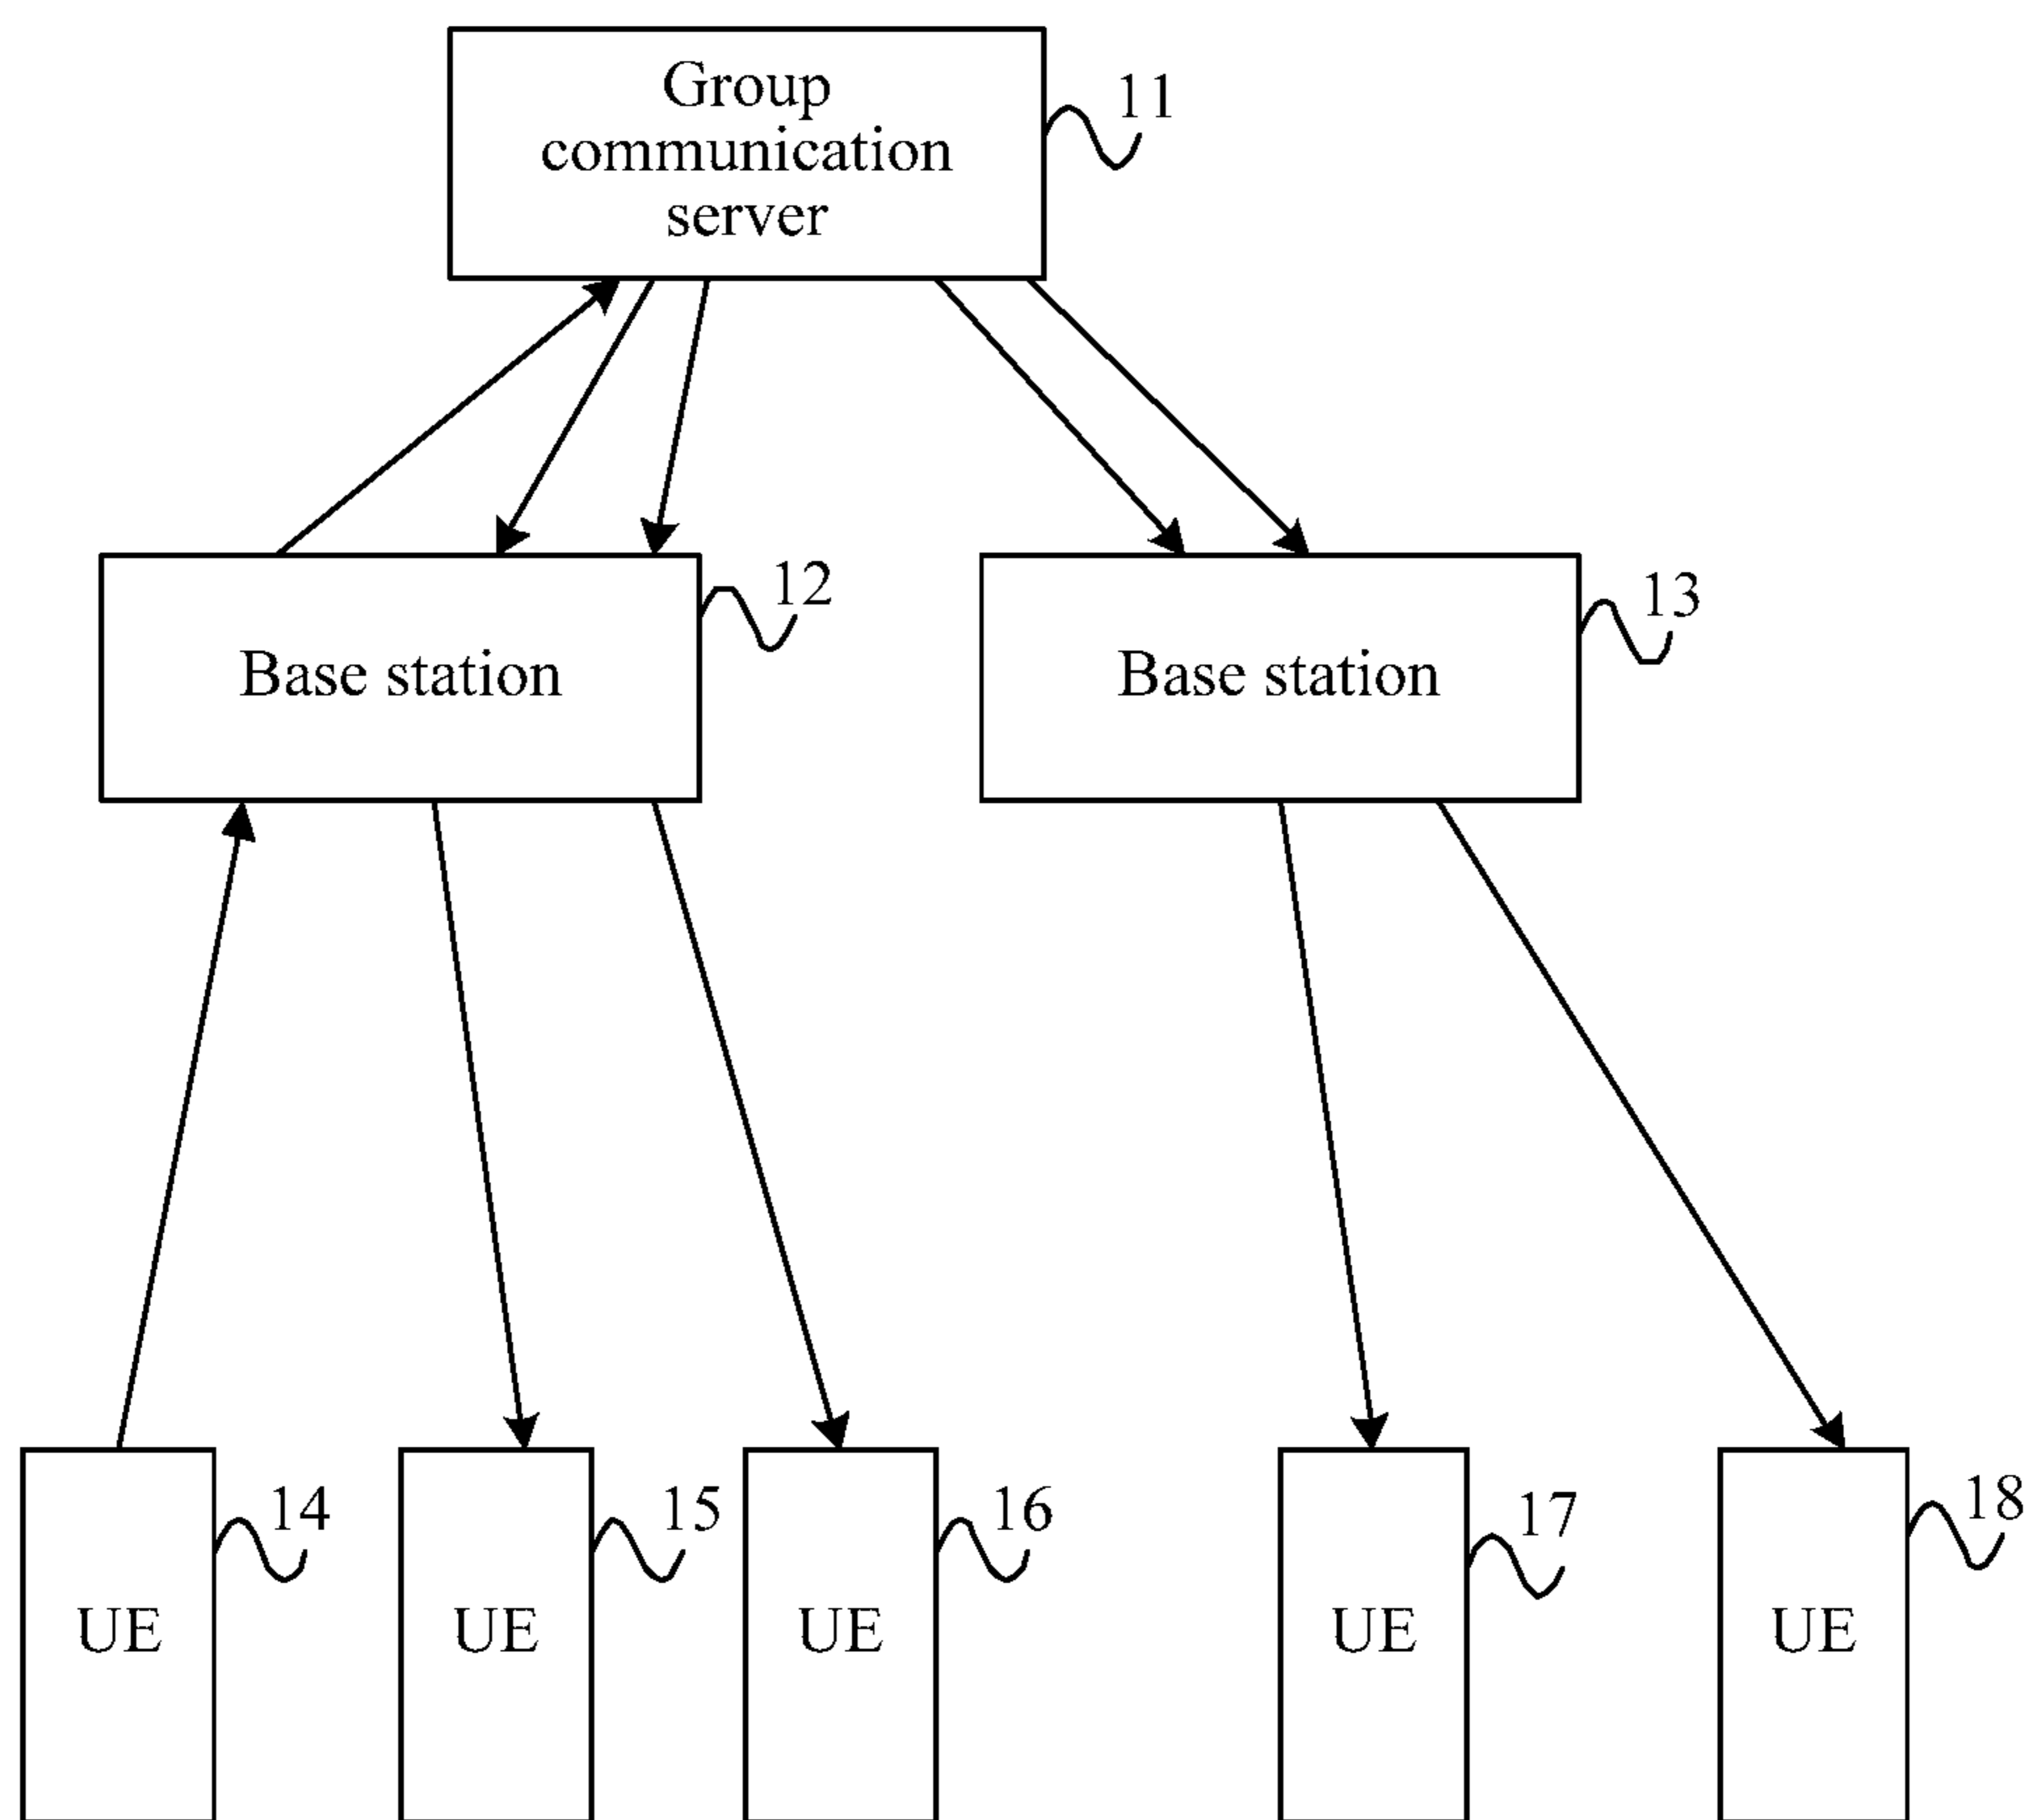 Group
communication
server
11
12
13
Base station
Base station
14
15
16
17
18
UE
UE
UE
UE
UE